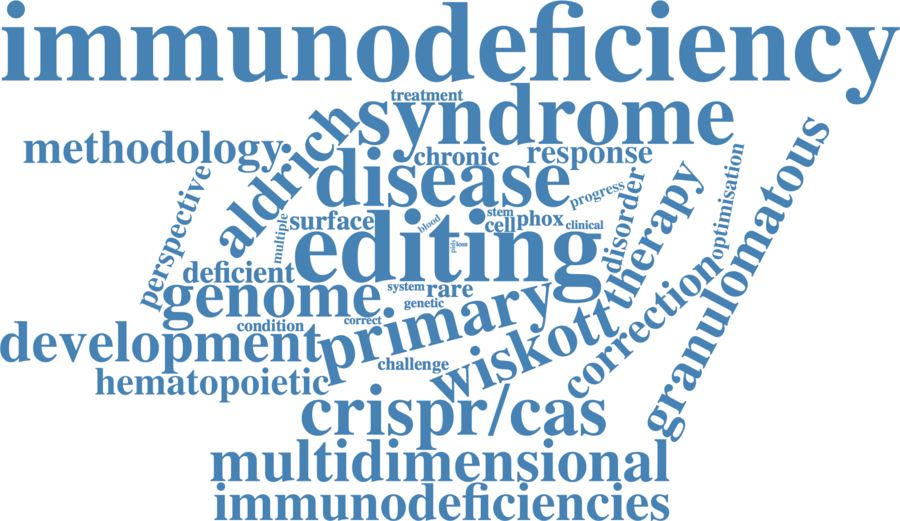 immunodeficiency
treatment
syndrome
aldrich
methodology
chronic
response
disease
granulomatous
perspective
multiple
surface
blood
stem
cell
phox
clinical
progress
disorder
therapy
optimisation
editing
pids
loss
deficient
genome
system
rare
genetic
condition
correct
primary
development
challenge
wiskott
correction
hematopoietic
crispr/cas
multidimensional
immunodeficiencies